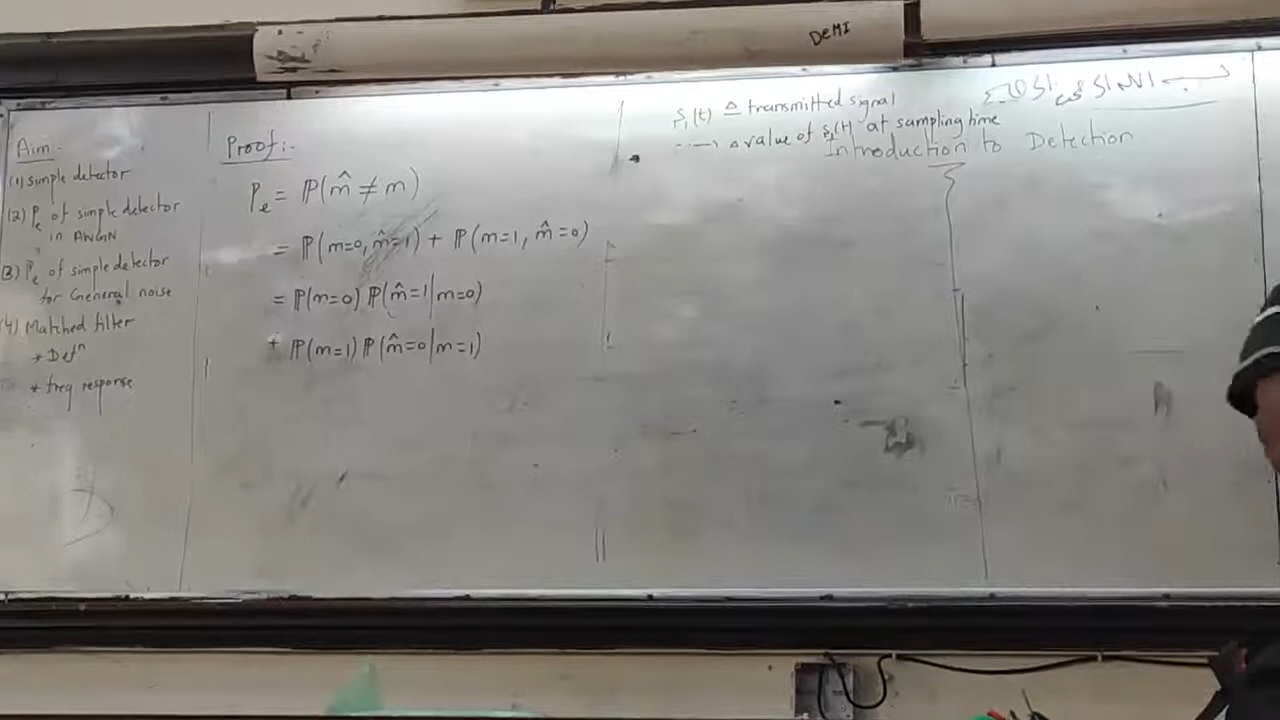 DeMI
Aim:-
(1) simple detector
(2) Pe of simple detector
in AWGN
(3) Pe of simple detector
for General noise
(4) Matched filter
* Defⁿ
* freq response
Proof:-
Pe = ℙ(m̂ ≠ m)
= ℙ(m=0, m̂=1) + ℙ(m=1, m̂=0)
= ℙ(m=0) ℙ(m̂=1|m=0)
+ ℙ(m=1) ℙ(m̂=0|m=1)
(t) ≜ transmitted signal
≜ value of at sampling time
Introduction to Detection